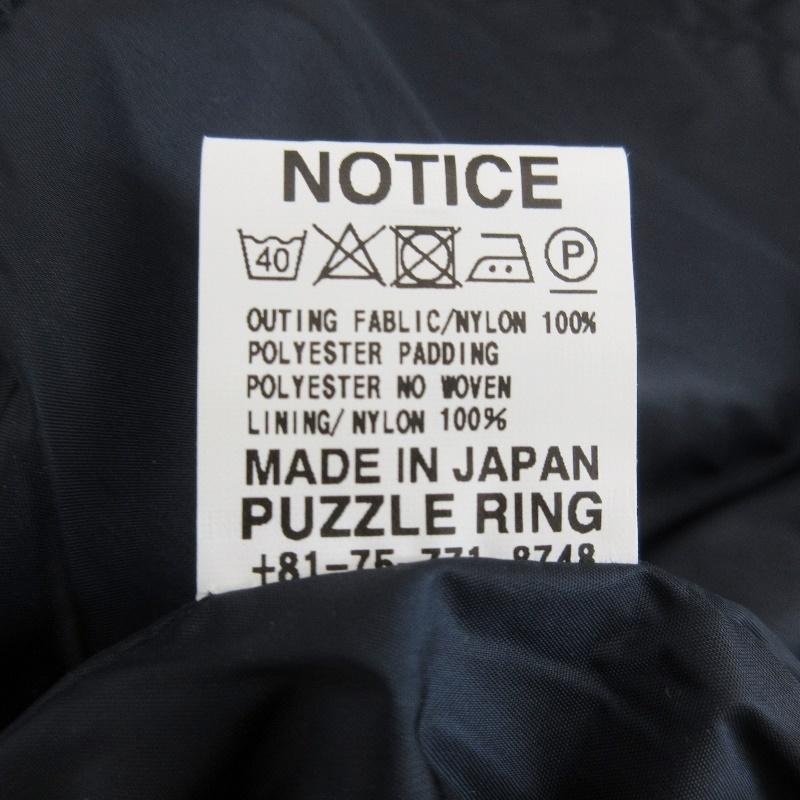 NOTICE
40 P
OUTING FABLIC/NYLON 100%
POLYESTER PADDING
POLYESTER NO WOVEN
LINING/NYLON 100%
MADE IN JAPAN
PUZZLE RING
+81-75-771-8748